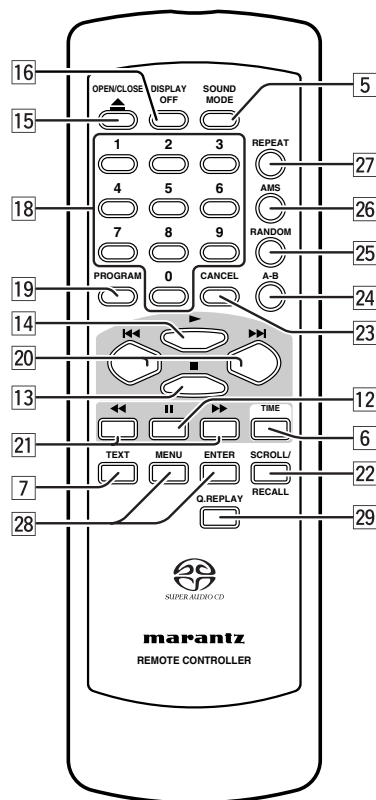 16
OPEN/CLOSE
DISPLAY OFF
SOUND MODE
5
15
1 2 3
REPEAT
27
4 5 6
AMS
26
18
7 8 9
RANDOM
25
19
PROGRAM
0
CANCEL
A-B
24
14
23
20
13
12
21
TIME
6
7
TEXT
MENU
ENTER
SCROLL/
RECALL
22
28
Q.REPLAY
29
SUPER AUDIO CD
marantz
REMOTE CONTROLLER